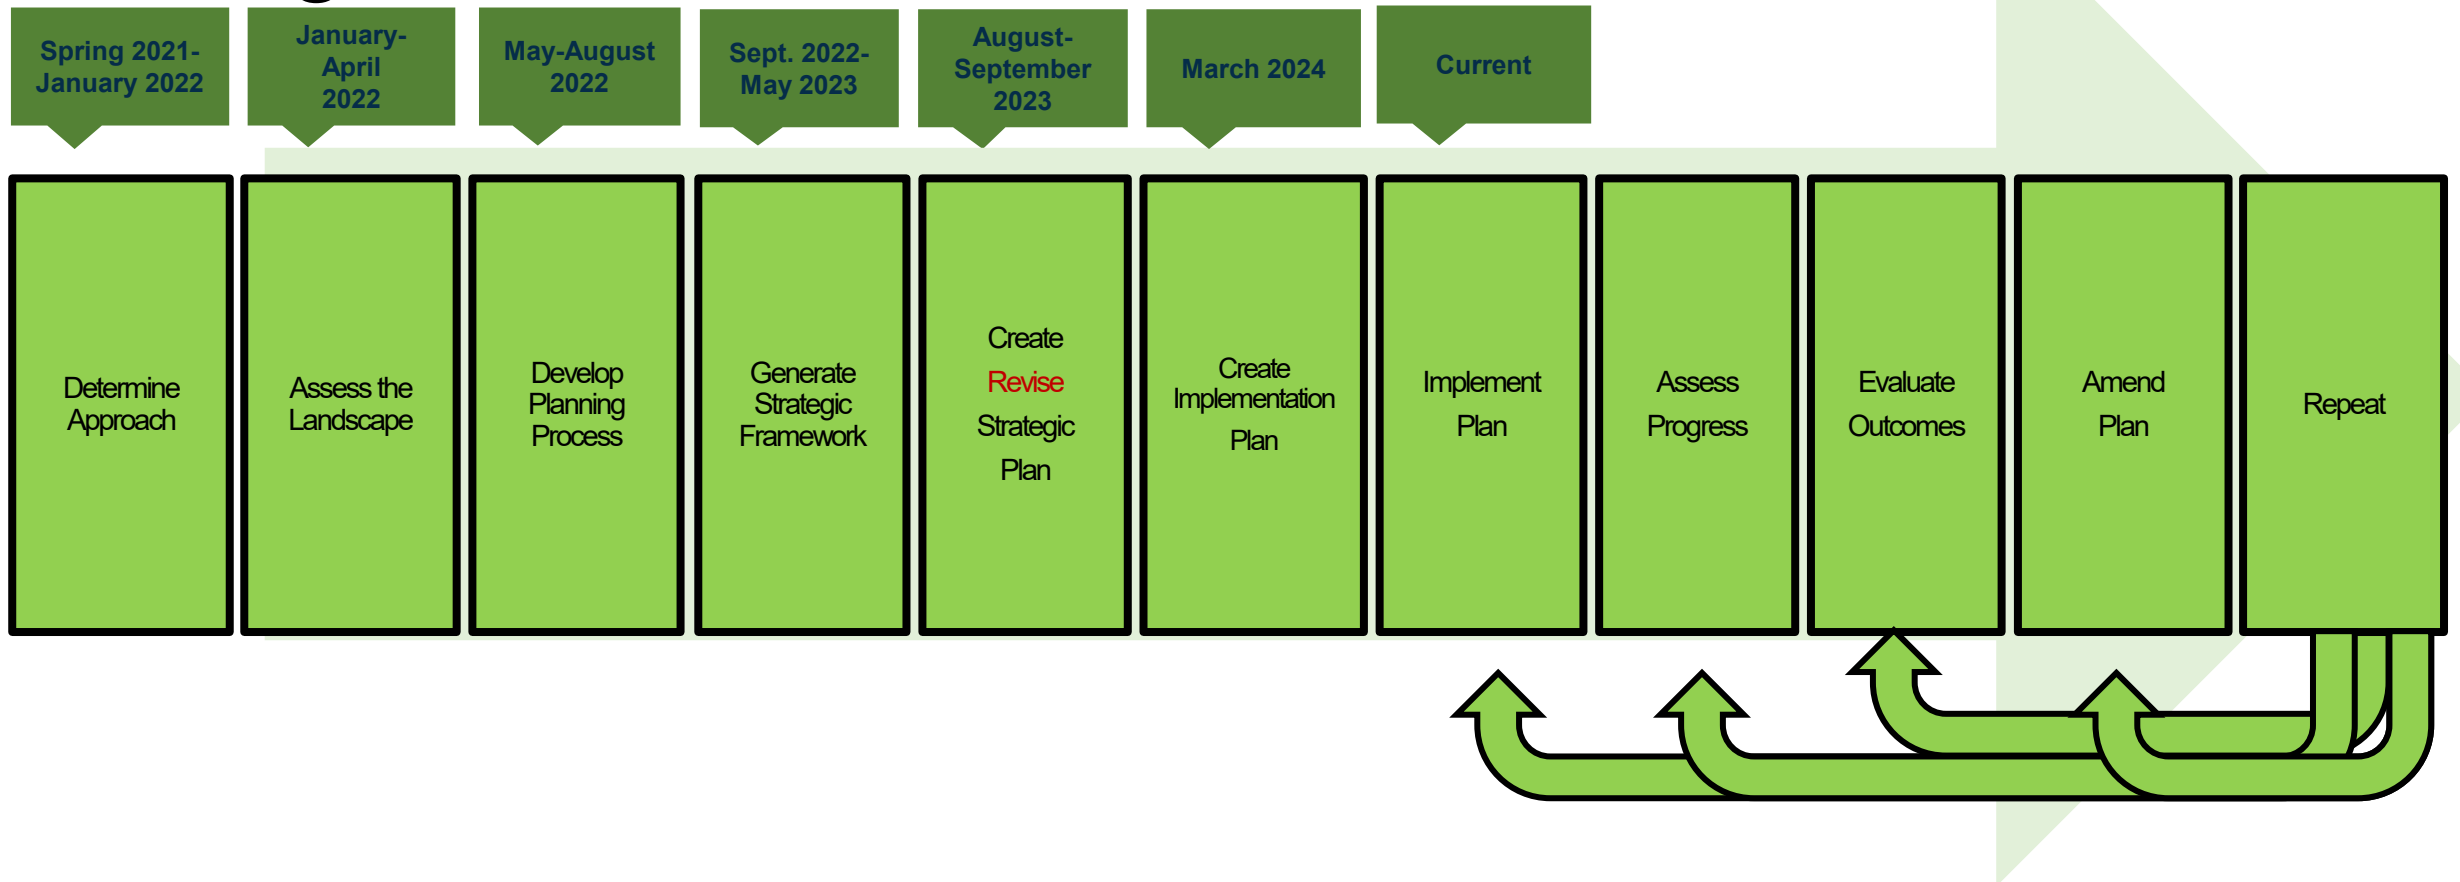 Spring 2021-
January 2022
January-
April
2022
May-August
2022
Sept. 2022-
May 2023
August-
September
2023
March 2024
Current
Determine
Approach
Assess the
Landscape
Develop
Planning
Process
Generate
Strategic
Framework
Create
Revise
Strategic
Plan
Create
Implementation
Plan
Implement
Plan
Assess
Progress
Evaluate
Outcomes
Amend
Plan
Repeat